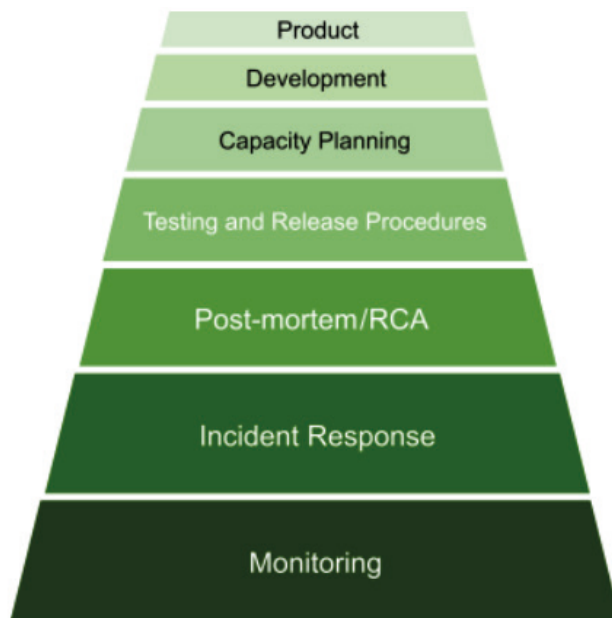 Product
Development
Capacity Planning
Testing and Release Procedures
Post-mortem/RCA
Incident Response
Monitoring